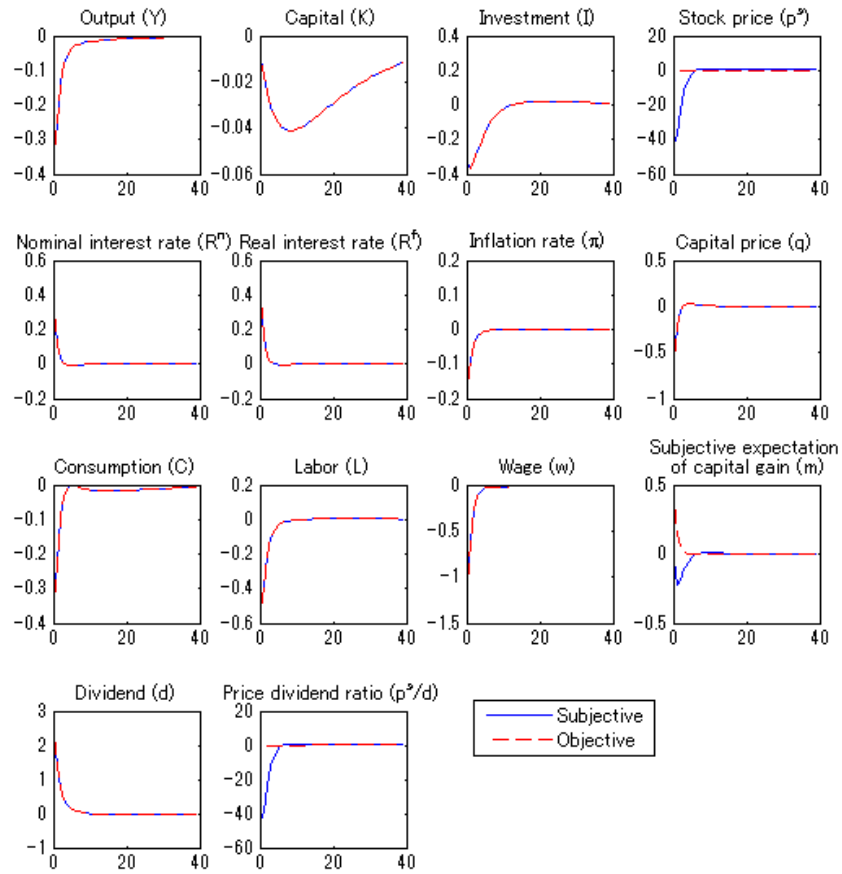 Output (Y)
0
-0.1
-0.2
-0.3
-0.4
0 20 40
Capital (K)
0
-0.02
-0.04
-0.06
0 20 40
Investment (I)
0.4
0.2
0
-0.2
-0.4
0 20 40
Stock price (pˢ)
20
0
-20
-40
-60
0 20 40
Nominal interest rate (Rⁿ)
0.6
0.4
0.2
0
-0.2
0 20 40
Real interest rate (Rᶠ)
0.6
0.4
0.2
0
-0.2
0 20 40
Inflation rate (π)
0.2
0.1
0
-0.1
-0.2
0 20 40
Capital price (q)
0.5
0
-0.5
-1
0 20 40
Consumption (C)
0
-0.1
-0.2
-0.3
-0.4
0 20 40
Labor (L)
0.2
0
-0.2
-0.4
-0.6
0 20 40
Wage (w)
0
-0.5
-1
-1.5
0 20 40
Subjective expectation
of capital gain (m)
0.5
0
-0.5
0 20 40
Dividend (d)
3
2
1
0
-1
0 20 40
Price dividend ratio (pˢ/d)
20
0
-20
-40
-60
0 20 40
Subjective
Objective